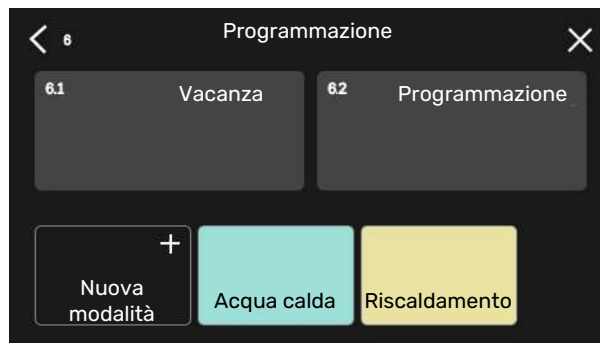 6 Programmazione
6.1 Vacanza
6.2 Programmazione
Nuova
modalità
Acqua calda
Riscaldamento